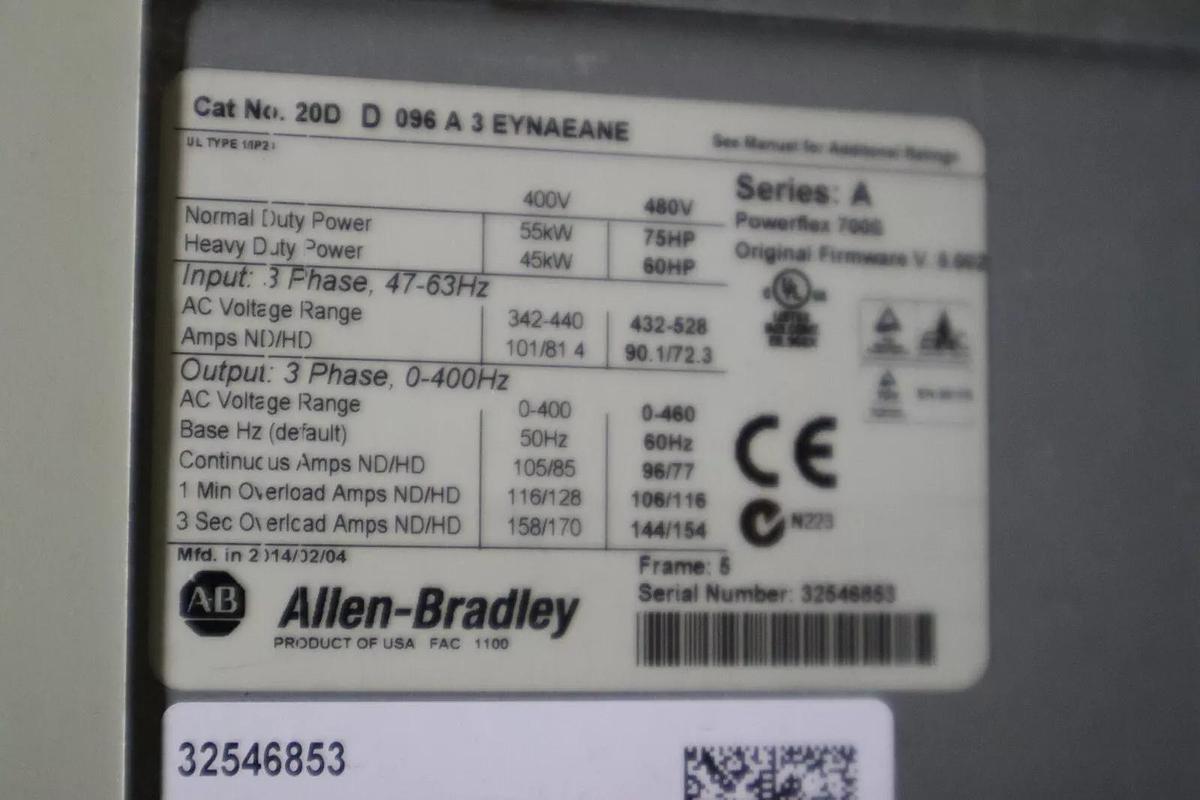 Cat No. 20D D 096 A 3 EYNAEANE
UL TYPE 1/IP2
See Manual for Additional Ratings
Series: A
Powerflex 700S
Original Firmware V.
400V 480V
Normal Duty Power 55kW 75HP
Heavy Duty Power 45kW 60HP
Input: 3 Phase, 47-63Hz
AC Voltage Range 342-440 432-528
Amps ND/HD 101/81 4 90.1/72.3
Output: 3 Phase, 0-400Hz
AC Voltage Range 0-400 0-460
Base Hz (default) 50Hz 60Hz
Continuous Amps ND/HD 105/85 96/77
1 Min Overload Amps ND/HD 116/128 106/116
3 Sec Overload Amps ND/HD 158/170 144/154
UL
LISTED
CE
N223
Mfd. in 2014/02/04
Frame: 5
Serial Number: 32546853
AB Allen-Bradley
PRODUCT OF USA FAC 1100
32546853